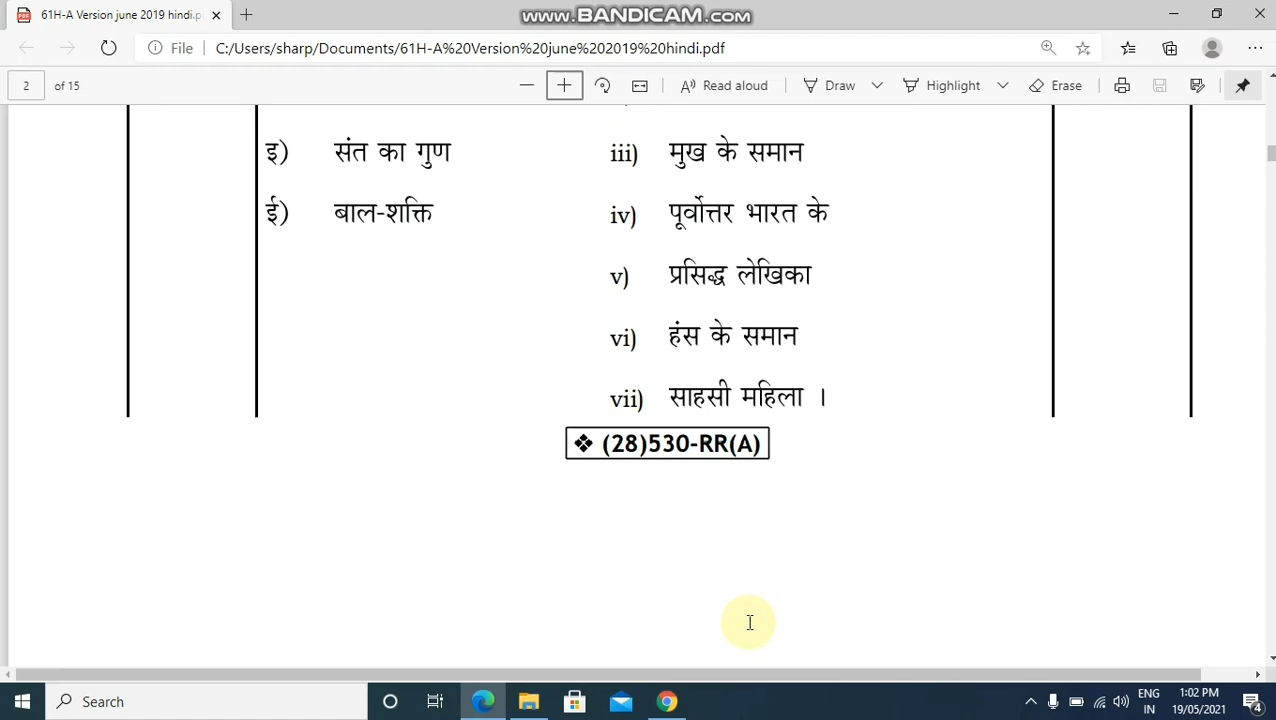 www.BANDICAM.com
61H-A Version june 2019 hindi.p
File C:/Users/sharp/Documents/61H-A%20Version%20june%202019%20hindi.pdf
2 of 15 Read aloud Draw Highlight Erase
इ) संत का गुण iii) मुख के समान
ई) बाल-शक्ति iv) पूर्वोत्तर भारत के
v) प्रसिद्ध लेखिका
vi) हंस के समान
vii) साहसी महिला ।
❖ (28)530-RR(A)
Search ENG 1:02 PM
IN 19/05/2021 4